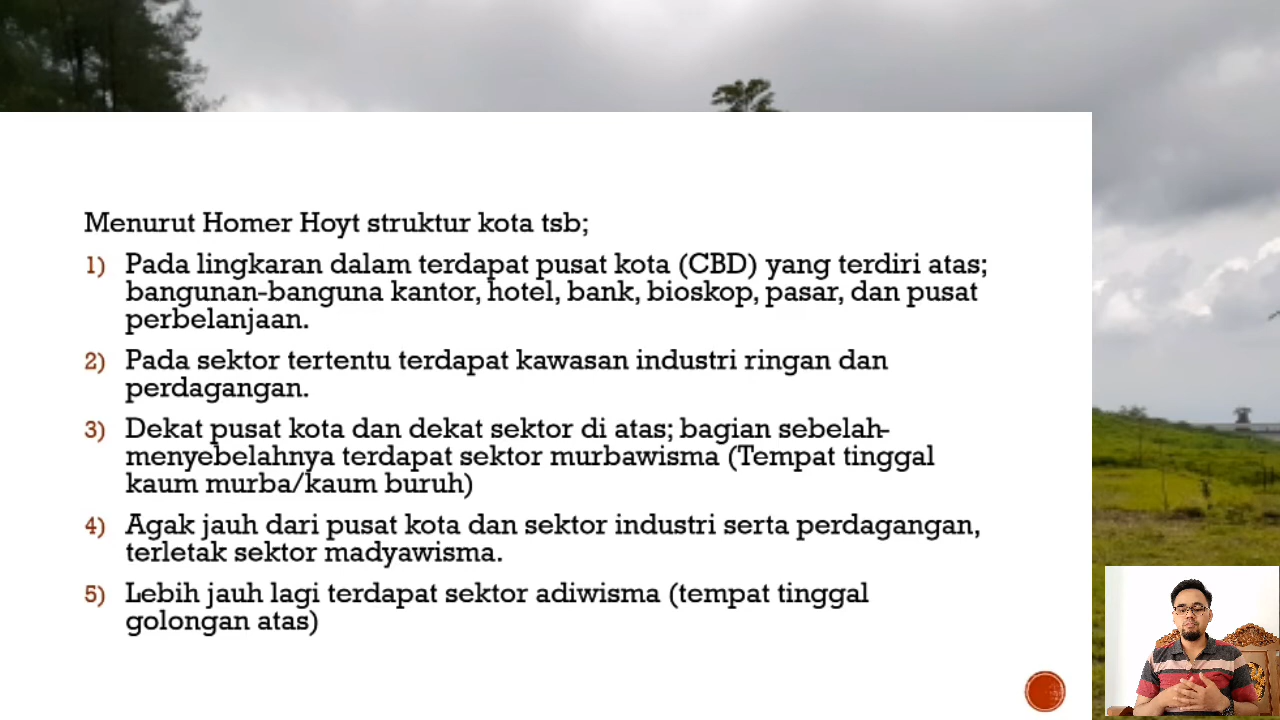 Menurut Homer Hoyt struktur kota tsb;
1) Pada lingkaran dalam terdapat pusat kota (CBD) yang terdiri atas;
bangunan-banguna kantor, hotel, bank, bioskop, pasar, dan pusat
perbelanjaan.
2) Pada sektor tertentu terdapat kawasan industri ringan dan
perdagangan.
3) Dekat pusat kota dan dekat sektor di atas; bagian sebelah-
menyebelahnya terdapat sektor murbawisma (Tempat tinggal
kaum murba/kaum buruh)
4) Agak jauh dari pusat kota dan sektor industri serta perdagangan,
terletak sektor madyawisma.
5) Lebih jauh lagi terdapat sektor adiwisma (tempat tinggal
golongan atas)